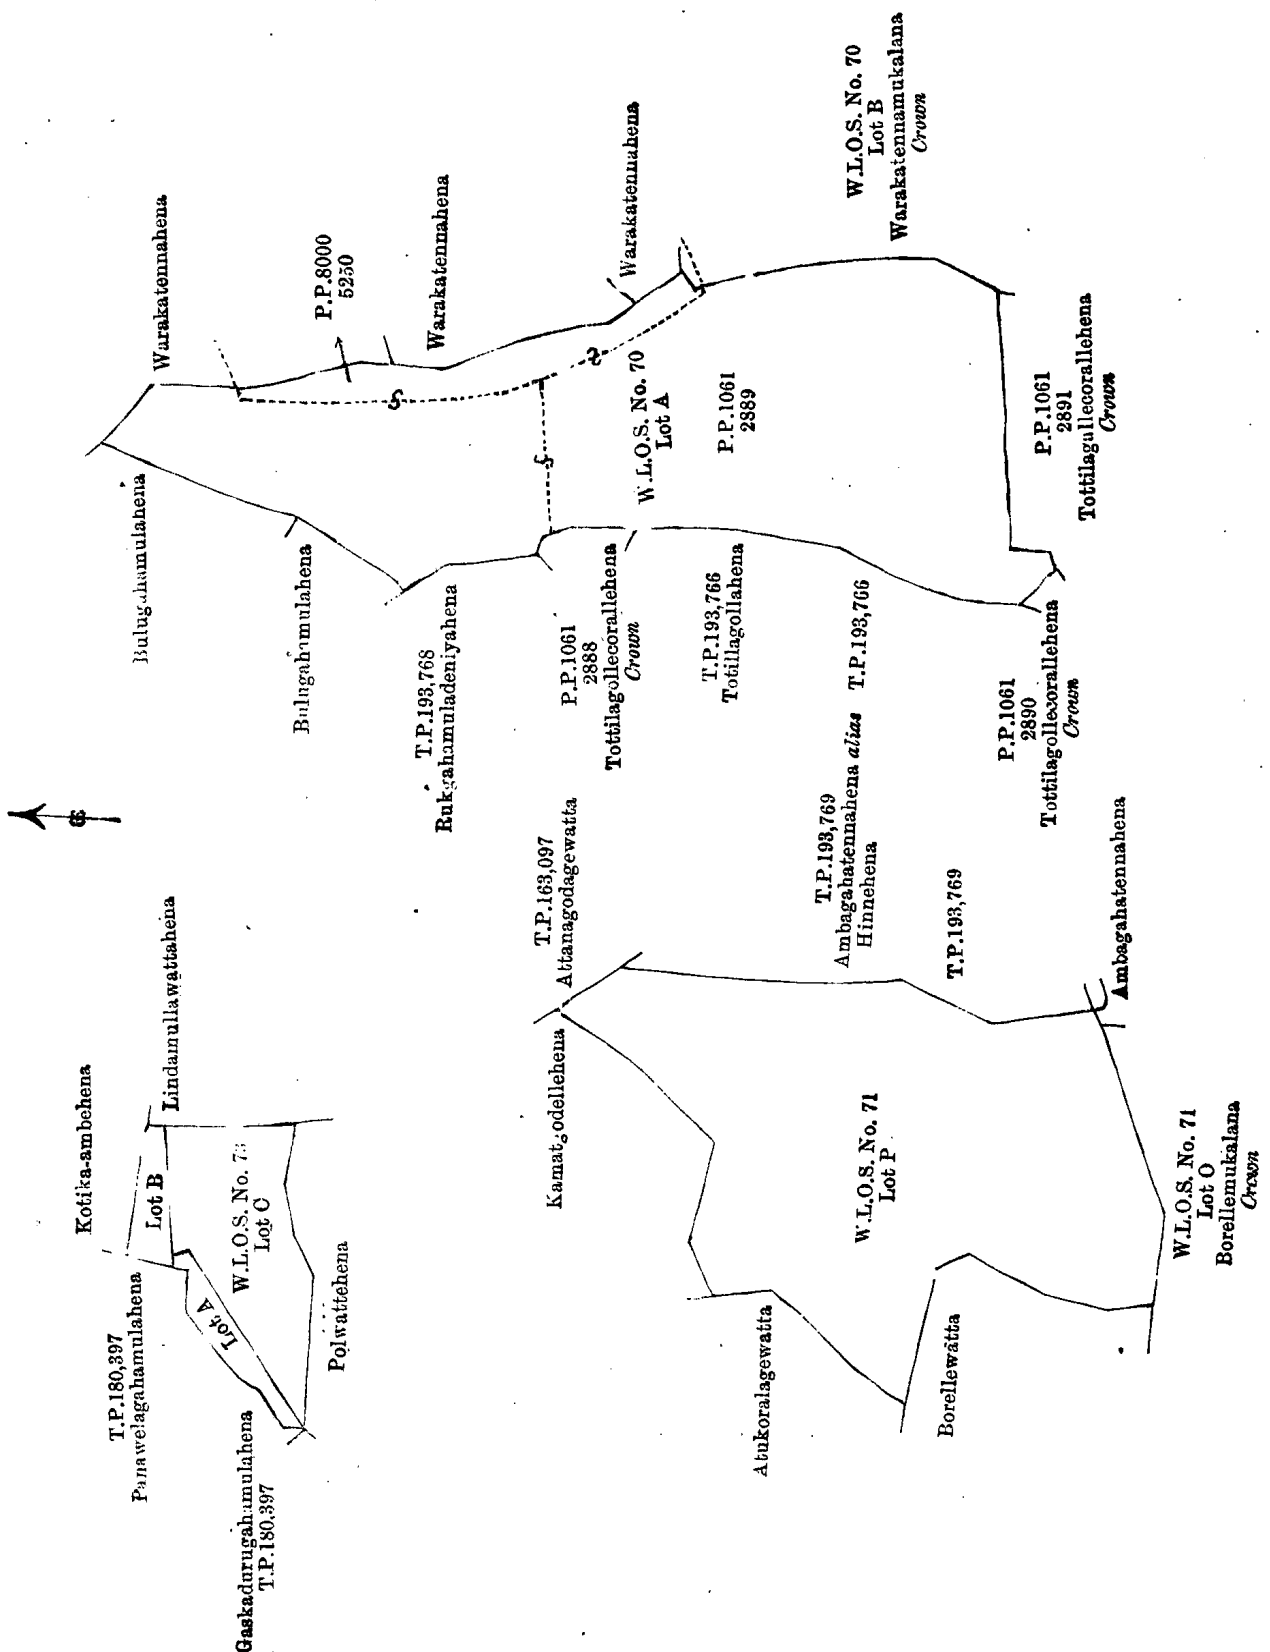 Kotika-ambehena
T.P.180,397
Panawelagahamulahena
Lot B
Lindamullawattahena
Lot A
W.L.O.S. No.
Lot C
Gaskadurugahamulahena
T.P.180,397
Polwattehena
Bulugahamulahena
Warakatennahena
Bulugahamulahena
P.P.8000
5250
Warakatennahena
T.P.193,768
Rukgahamuladeniyahena
P.P.1061
2888
Tottilagollecorallehena
Crown
W.L.O.S. No. 70
Lot A
Warakatennahena
T.P.193,766
Totillagollahena
P.P.1061
2889
T.P.193,766
W.L.O.S. No. 70
Lot B
Warakatennamukalana
Crown
P.P.1061
2890
Tottilagollecorallehena
Crown
P.P.1061
2891
Tottilagullecorallehena
Crown
T.P.163,097
Attanagodagewatta
Kamatgodellehena
T.P.193,769
Ambagahatennahena alias
Hinnehena
Atukoralagewatta
W.L.O.S. No. 71
Lot P
T.P.193,769
Borellewatta
Ambagahatennahena
W.L.O.S. No. 71
Lot O
Borellemukalana
Crown